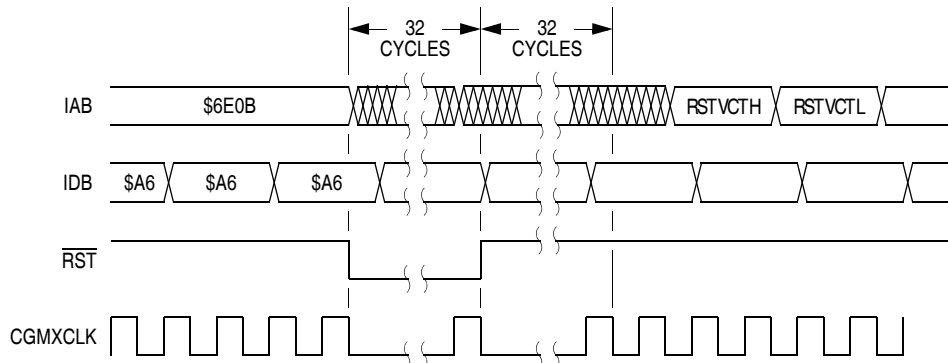 32
CYCLES
32
CYCLES
IAB
$6E0B
RSTVCTH
RSTVCTL
IDB
$A6
$A6
$A6
RST
CGMXCLK